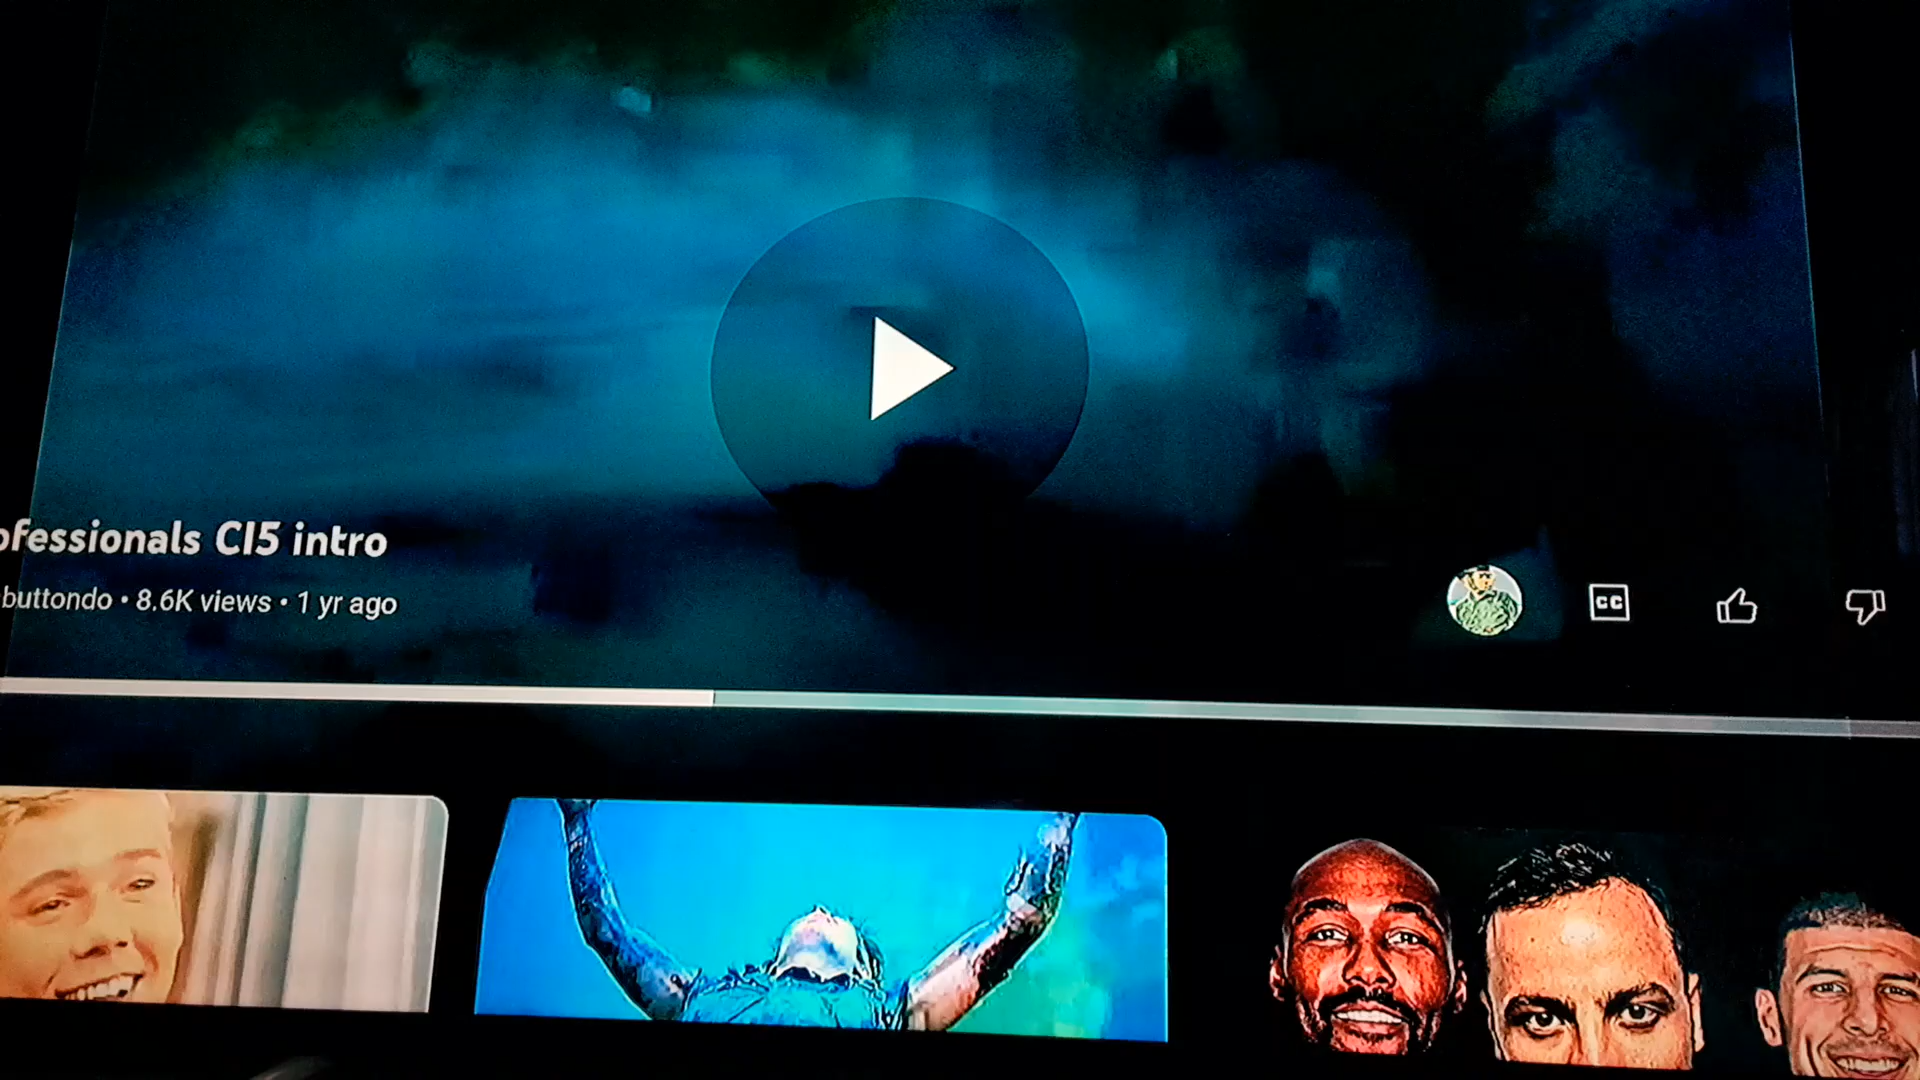 ofessionals CI5 intro
buttondo • 8.6K views • 1 yr ago
CC